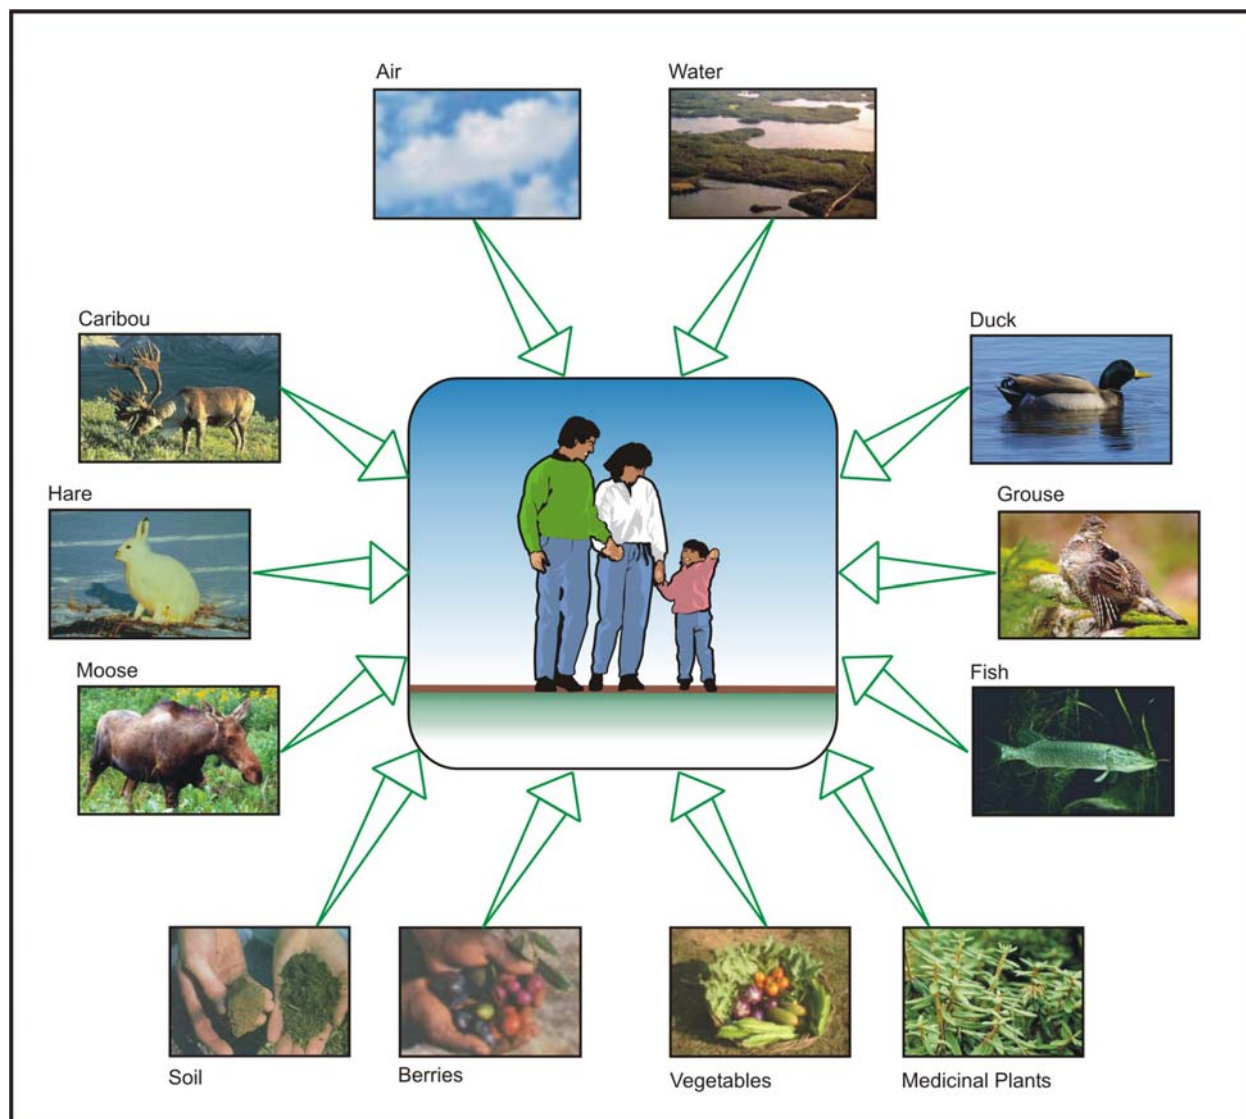 Air
Water
Caribou
Duck
Hare
Grouse
Moose
Fish
Soil
Berries
Vegetables
Medicinal Plants